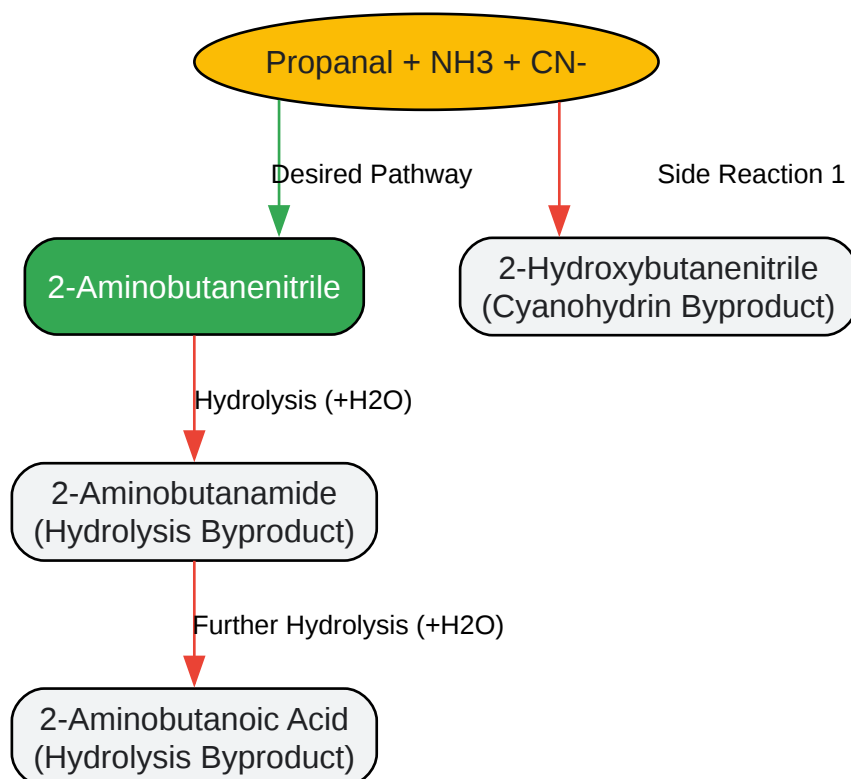 Propanal + NH3 + CN-
Desired Pathway
Side Reaction 1
2-Aminobutanenitrile
2-Hydroxybutanenitrile
(Cyanohydrin Byproduct)
Hydrolysis (+H2O)
2-Aminobutanamide
(Hydrolysis Byproduct)
Further Hydrolysis (+H2O)
2-Aminobutanoic Acid
(Hydrolysis Byproduct)